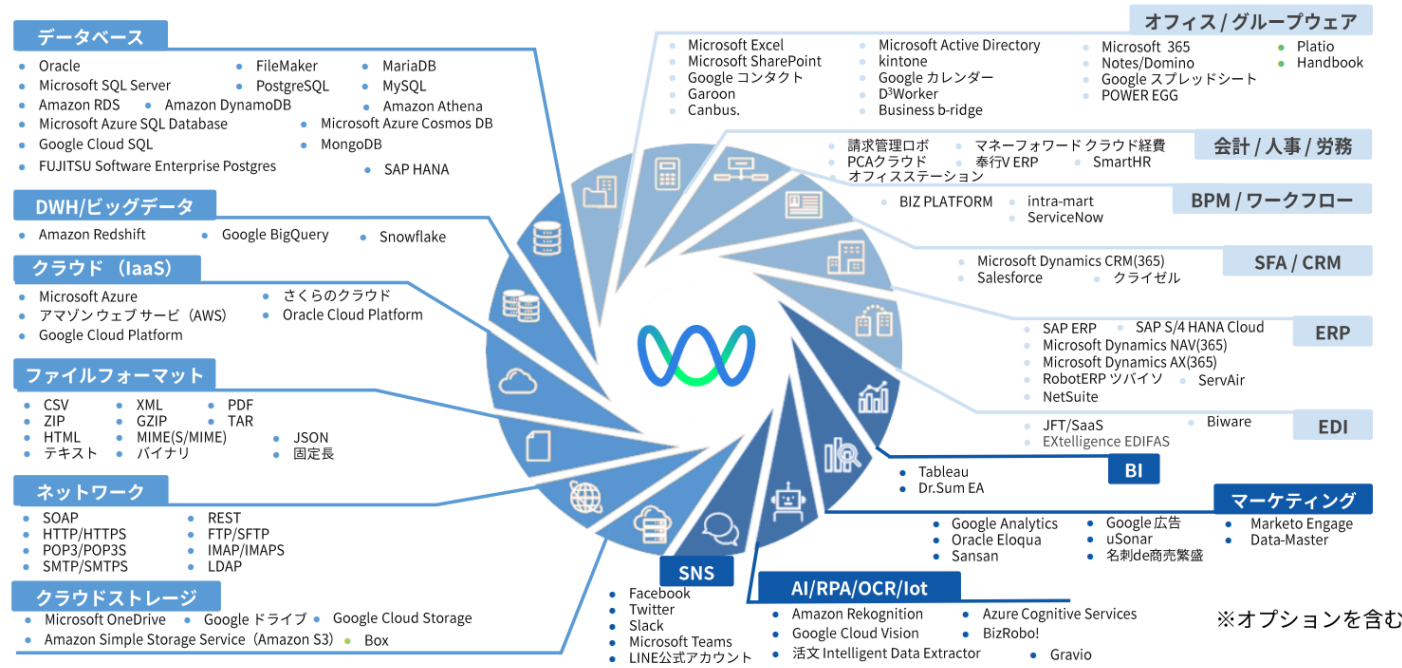 データベース
Oracle
FileMaker
MariaDB
Microsoft SQL Server
PostgreSQL
MySQL
Amazon RDS
Amazon DynamoDB
Amazon Athena
Microsoft Azure SQL Database
Microsoft Azure Cosmos DB
Google Cloud SQL
MongoDB
FUJITSU Software Enterprise Postgres
SAP HANA
DWH/ビッグデータ
Amazon Redshift
Google BigQuery
Snowflake
クラウド（IaaS）
Microsoft Azure
さくらのクラウド
アマゾン ウェブ サービ（AWS）
Oracle Cloud Platform
Google Cloud Platform
ファイルフォーマット
CSV
XML
PDF
ZIP
GZIP
TAR
HTML
MIME(S/MIME)
JSON
テキスト
バイナリ
固定長
ネットワーク
SOAP
REST
HTTP/HTTPS
FTP/SFTP
POP3/POP3S
IMAP/IMAPS
SMTP/SMTPS
LDAP
クラウドストレージ
Microsoft OneDrive
Google ドライブ
Google Cloud Storage
Amazon Simple Storage Service（Amazon S3）
Box
オフィス / グループウェア
Microsoft Excel
Microsoft Active Directory
Microsoft 365
Platio
Microsoft SharePoint
kintone
Notes/Domino
Handbook
Google コンタクト
Google カレンダー
Google スプレッドシート
Garoon
D³Worker
POWER EGG
Canbus.
Business b-ridge
会計 / 人事 / 労務
請求管理ロボ
マネーフォワード クラウド経費
PCAクラウド
奉行V ERP
SmartHR
オフィスステーション
BPM / ワークフロー
BIZ PLATFORM
intra-mart
ServiceNow
SFA / CRM
Microsoft Dynamics CRM(365)
Salesforce
クライゼル
ERP
SAP ERP
SAP S/4 HANA Cloud
Microsoft Dynamics NAV(365)
Microsoft Dynamics AX(365)
RobotERP ツバイソ
ServAir
NetSuite
EDI
JFT/SaaS
Biware
EXtelligence EDIFAS
BI
Tableau
Dr.Sum EA
マーケティング
Google Analytics
Google 広告
Marketo Engage
Oracle Eloqua
uSonar
Data-Master
Sansan
名刺de商売繁盛
SNS
Facebook
Twitter
Slack
Microsoft Teams
LINE公式アカウント
AI/RPA/OCR/Iot
Amazon Rekognition
Azure Cognitive Services
Google Cloud Vision
BizRobo!
活文 Intelligent Data Extractor
Gravio
※オプションを含む